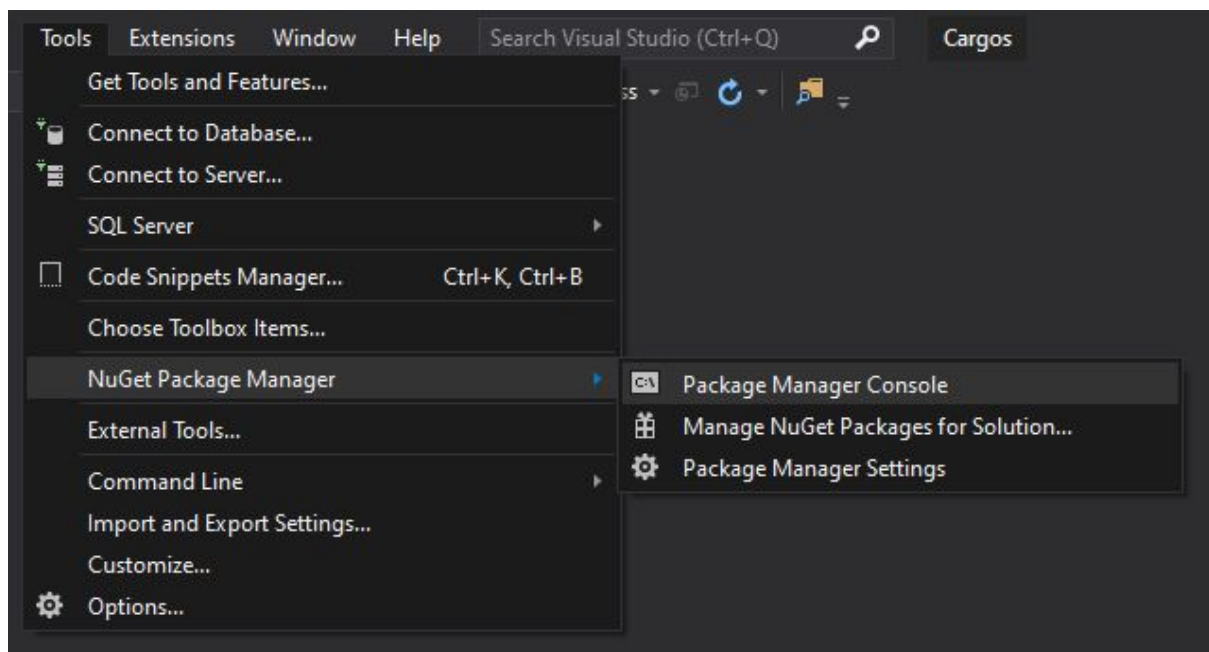 Tools Extensions Window Help Search Visual Studio (Ctrl+Q) Cargos
Get Tools and Features...
ss
Connect to Database...
Connect to Server...
SQL Server
Code Snippets Manager... Ctrl+K, Ctrl+B
Choose Toolbox Items...
NuGet Package Manager
C:\ Package Manager Console
Manage NuGet Packages for Solution...
Package Manager Settings
External Tools...
Command Line
Import and Export Settings...
Customize...
Options...